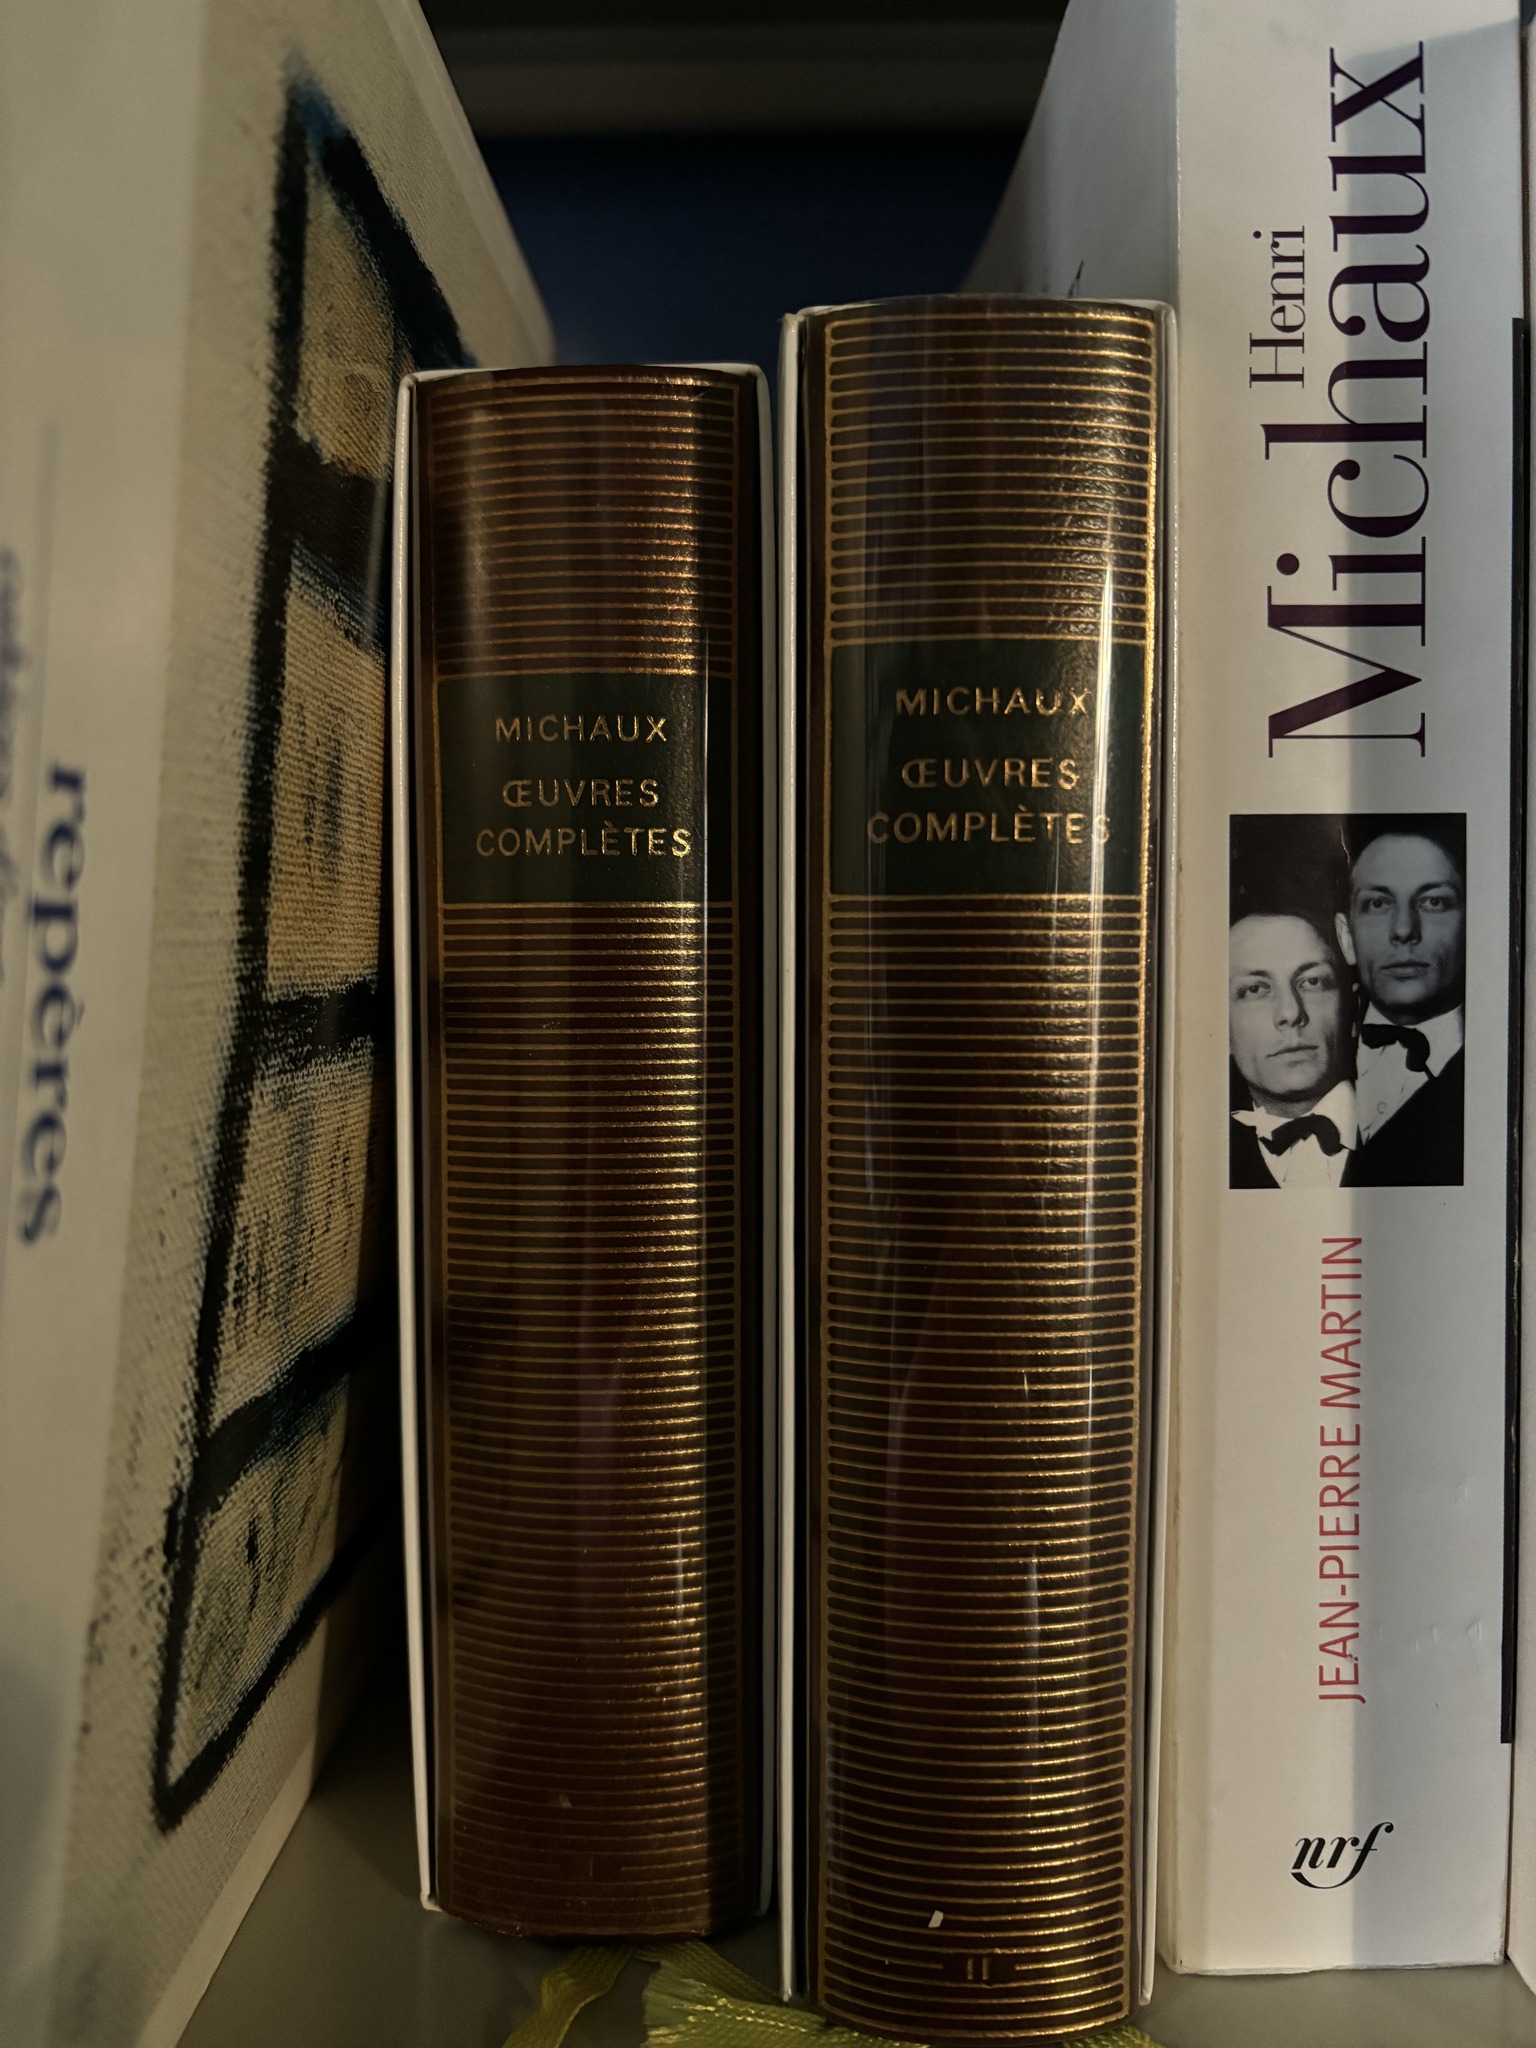 repères
MICHAUX
ŒUVRES
COMPLÈTES
I
MICHAUX
ŒUVRES
COMPLÈTES
II
Henri
Michaux
JEAN-PIERRE MARTIN
nrf